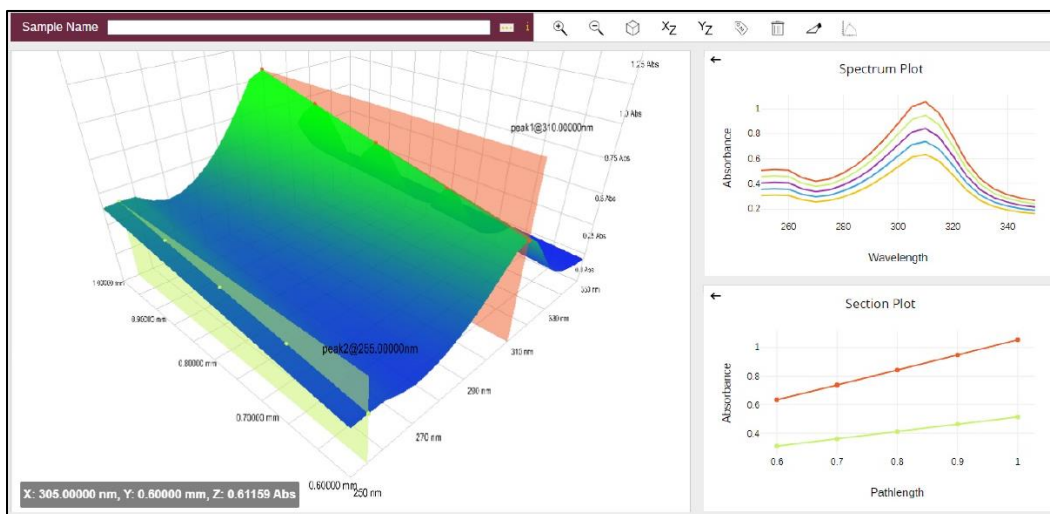 Sample Name
i
XZ
YZ
1.25 Abs
1.0 Abs
peak1@310.00000nm
0.75 Abs
0.5 Abs
0.25 Abs
0.0 Abs
350 nm
330 nm
310 nm
290 nm
270 nm
250 nm
1.00000 mm
0.90000 mm
0.80000 mm
0.70000 mm
0.60000 mm
peak2@255.00000nm
X: 305.00000 nm, Y: 0.60000 mm, Z: 0.61159 Abs
Spectrum Plot
Absorbance
1
0.8
0.6
0.4
0.2
260 280 300 320 340
Wavelength
Section Plot
Absorbance
1
0.8
0.6
0.4
0.6 0.7 0.8 0.9 1
Pathlength